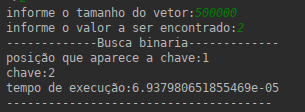 informe o tamanho do vetor:500000
informe o valor a ser encontrado:2
-------------Busca binaria-------------
posição que aparece a chave:1
chave:2
tempo de execução:6.937980651855469e-05
---------------------------------------